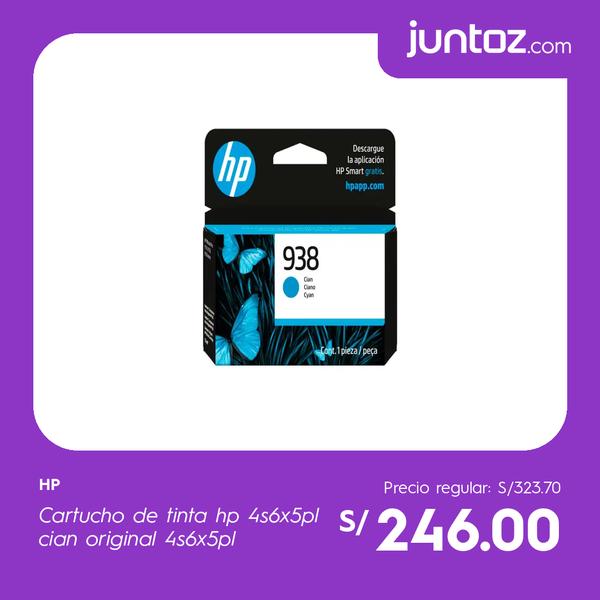 juntoz.com
hp
Descargue
la aplicación
HP Smart gratis.
hpapp.com
938
Cian
Ciano
Cyan
Cont. 1 pieza / peça
HP
Precio regular: S/323.70
Cartucho de tinta hp 4s6x5pl
cian original 4s6x5pl
S/ 246.00